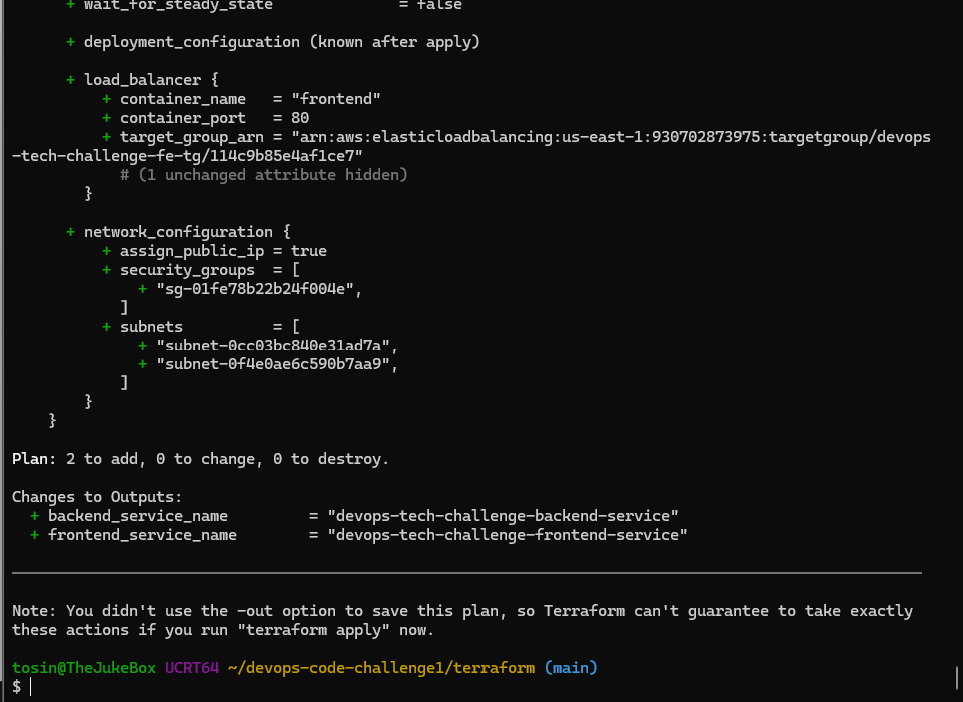 + wait_for_steady_state = false
+ deployment_configuration (known after apply)
+ load_balancer {
+ container_name = "frontend"
+ container_port = 80
+ target_group_arn = "arn:aws:elasticloadbalancing:us-east-1:930702873975:targetgroup/devops
-tech-challenge-fe-tg/114c9b85e4af1ce7"
# (1 unchanged attribute hidden)
}
+ network_configuration {
+ assign_public_ip = true
+ security_groups = [
+ "sg-01fe78b22b24f004e",
]
+ subnets = [
+ "subnet-0cc03bc840e31ad7a",
+ "subnet-0f4e0ae6c590b7aa9",
]
}
}
Plan: 2 to add, 0 to change, 0 to destroy.
Changes to Outputs:
+ backend_service_name = "devops-tech-challenge-backend-service"
+ frontend_service_name = "devops-tech-challenge-frontend-service"
Note: You didn't use the -out option to save this plan, so Terraform can't guarantee to take exactly
these actions if you run "terraform apply" now.
tosin@TheJukeBox UCRT64 ~/devops-code-challenge1/terraform (main)
$